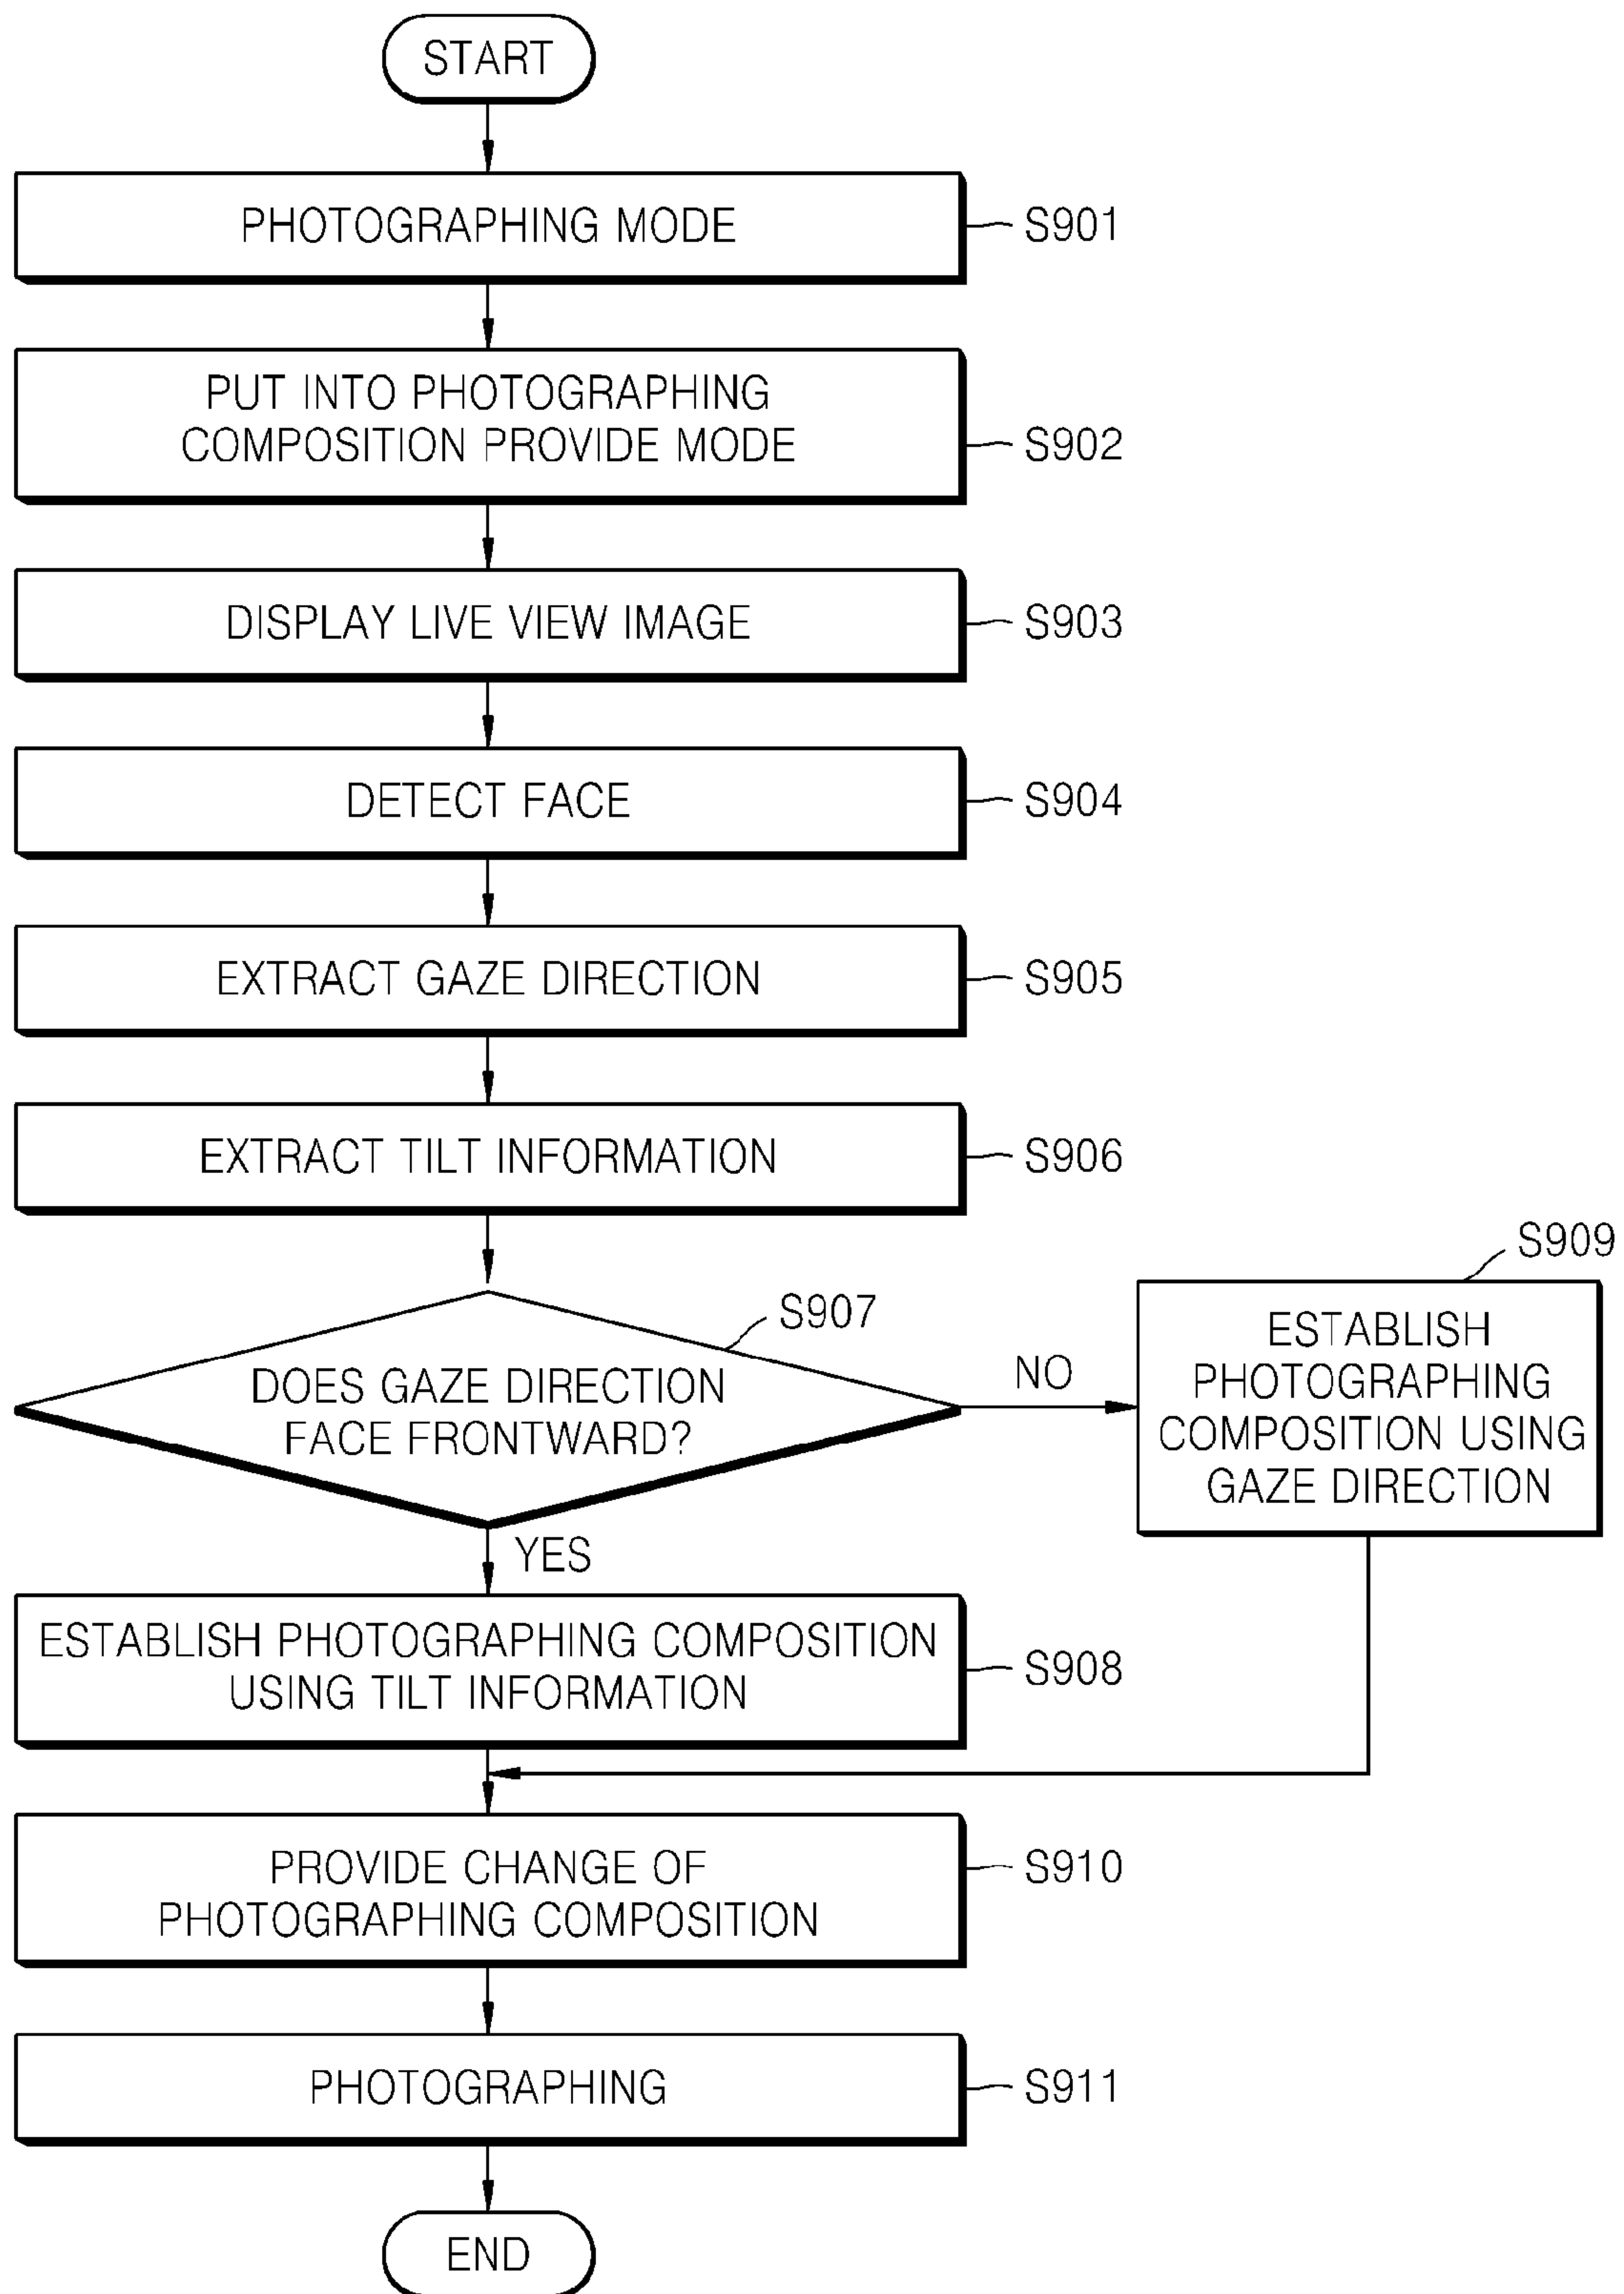 START
PHOTOGRAPHING MODE
S901
PUT INTO PHOTOGRAPHING
COMPOSITION PROVIDE MODE
S902
DISPLAY LIVE VIEW IMAGE
S903
DETECT FACE
S904
EXTRACT GAZE DIRECTION
S905
EXTRACT TILT INFORMATION
S906
DOES GAZE DIRECTION
FACE FRONTWARD?
S907
NO
S909
ESTABLISH
PHOTOGRAPHING
COMPOSITION USING
GAZE DIRECTION
YES
ESTABLISH PHOTOGRAPHING COMPOSITION
USING TILT INFORMATION
S908
PROVIDE CHANGE OF
PHOTOGRAPHING COMPOSITION
S910
PHOTOGRAPHING
S911
END